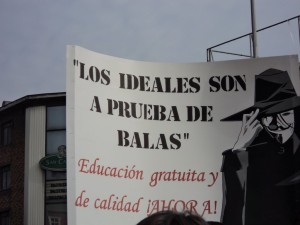 "LOS IDEALES SON
A PRUEBA DE
BALAS"
Educación gratuita y
de calidad ¡AHORA!